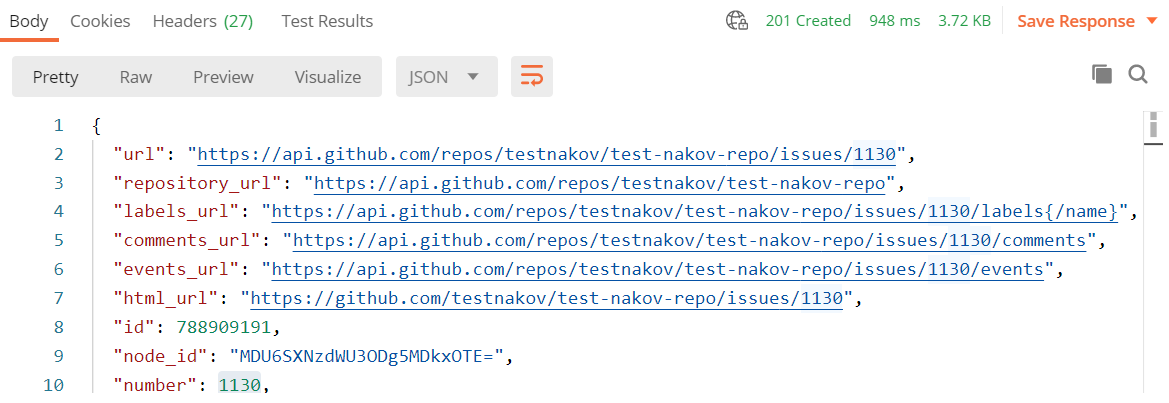 Body Cookies Headers (27) Test Results 201 Created 948 ms 3.72 KB Save Response
Pretty Raw Preview Visualize JSON
1 {
2 "url": "https://api.github.com/repos/testnakov/test-nakov-repo/issues/1130",
3 "repository_url": "https://api.github.com/repos/testnakov/test-nakov-repo",
4 "labels_url": "https://api.github.com/repos/testnakov/test-nakov-repo/issues/1130/labels{/name}",
5 "comments_url": "https://api.github.com/repos/testnakov/test-nakov-repo/issues/1130/comments",
6 "events_url": "https://api.github.com/repos/testnakov/test-nakov-repo/issues/1130/events",
7 "html_url": "https://github.com/testnakov/test-nakov-repo/issues/1130",
8 "id": 788909191,
9 "node_id": "MDU6SXNzdWU3ODg5MDkxOTE=",
10 "number": 1130,